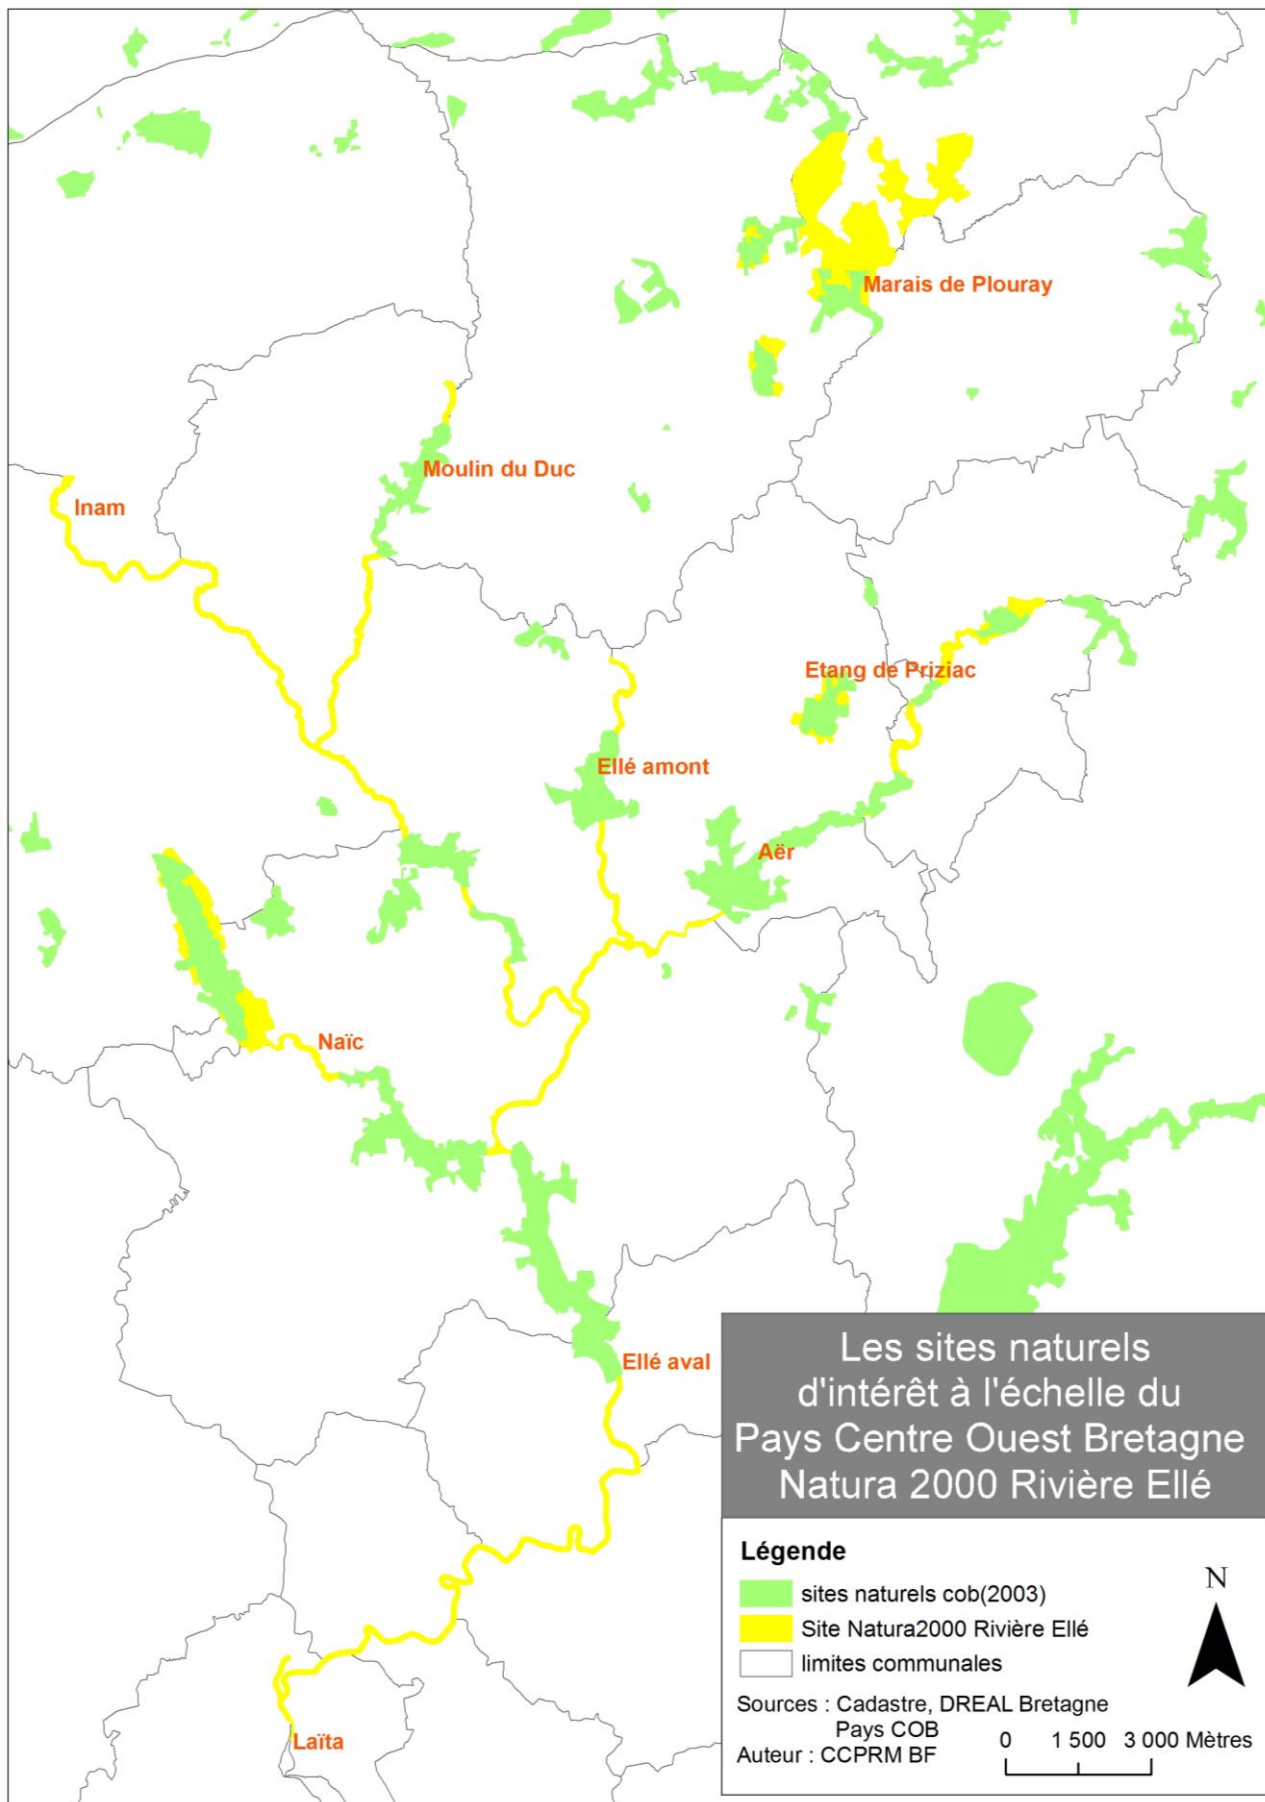 Marais de Plouray
Moulin du Duc
Inam
Etang de Priziac
Ellé amont
Aër
Naïc
Ellé aval
Laïta
Les sites naturels
d'intérêt à l'échelle du
Pays Centre Ouest Bretagne
Natura 2000 Rivière Ellé
Légende
sites naturels cob(2003)
Site Natura2000 Rivière Ellé
limites communales
N
Sources : Cadastre, DREAL Bretagne
Pays COB
Auteur : CCPRM BF
0 1 500 3 000 Mètres